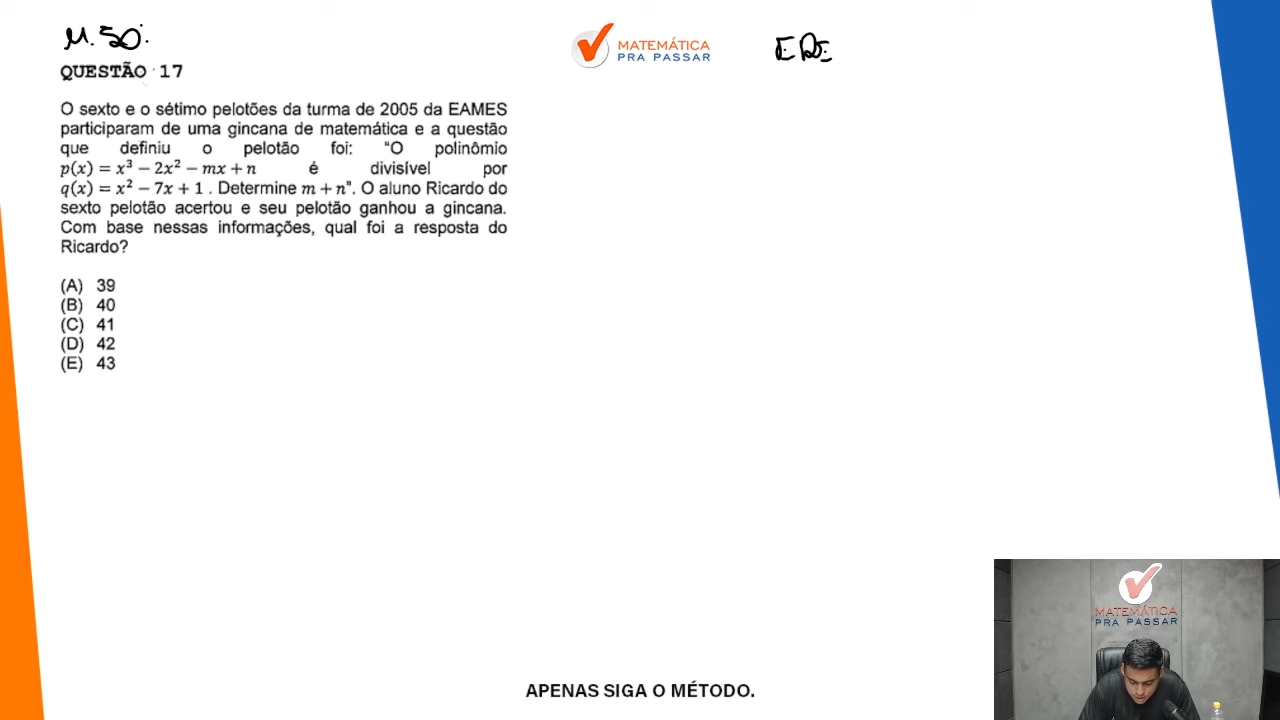 M. 50:
MATEMÁTICA
PRA PASSAR
QUESTÃO 17
O sexto e o sétimo pelotões da turma de 2005 da EAMES
participaram de uma gincana de matemática e a questão
que definiu o pelotão foi: "O polinômio
p(x) = x³ − 2x² − mx + n é divisível por
q(x) = x² − 7x + 1 . Determine m + n". O aluno Ricardo do
sexto pelotão acertou e seu pelotão ganhou a gincana.
Com base nessas informações, qual foi a resposta do
Ricardo?
(A) 39
(B) 40
(C) 41
(D) 42
(E) 43
MATEMÁTICA
PRA PASSAR
APENAS SIGA O MÉTODO.